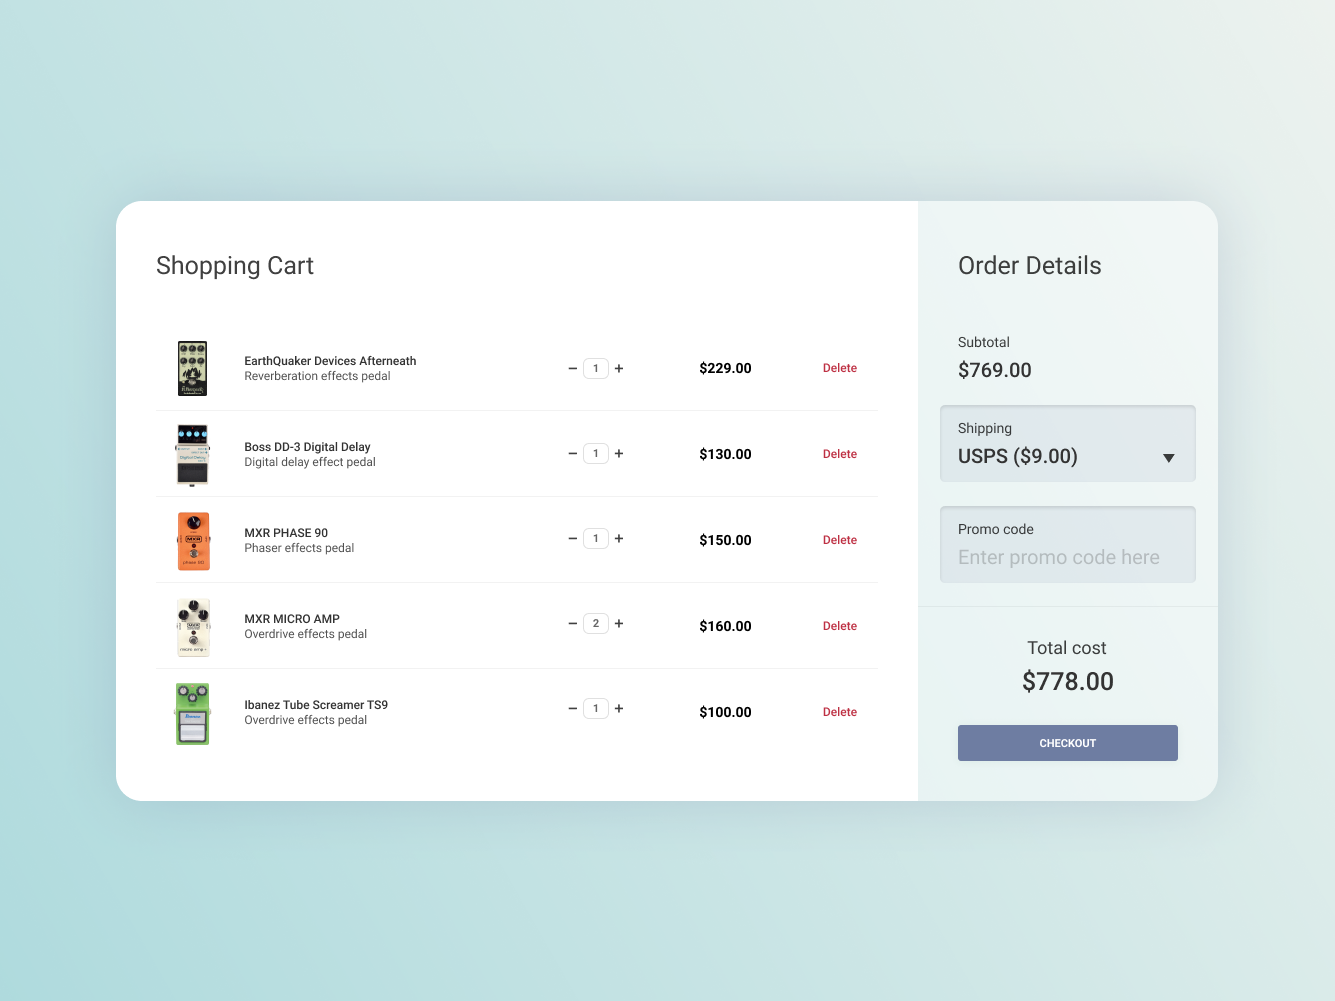 Shopping Cart
EarthQuaker Devices Afterneath
Reverberation effects pedal
− 1 +
$229.00
Delete
Boss DD-3 Digital Delay
Digital delay effect pedal
− 1 +
$130.00
Delete
MXR PHASE 90
Phaser effects pedal
− 1 +
$150.00
Delete
MXR MICRO AMP
Overdrive effects pedal
− 2 +
$160.00
Delete
Ibanez Tube Screamer TS9
Overdrive effects pedal
− 1 +
$100.00
Delete
Order Details
Subtotal
$769.00
Shipping
USPS ($9.00)
Promo code
Enter promo code here
Total cost
$778.00
CHECKOUT